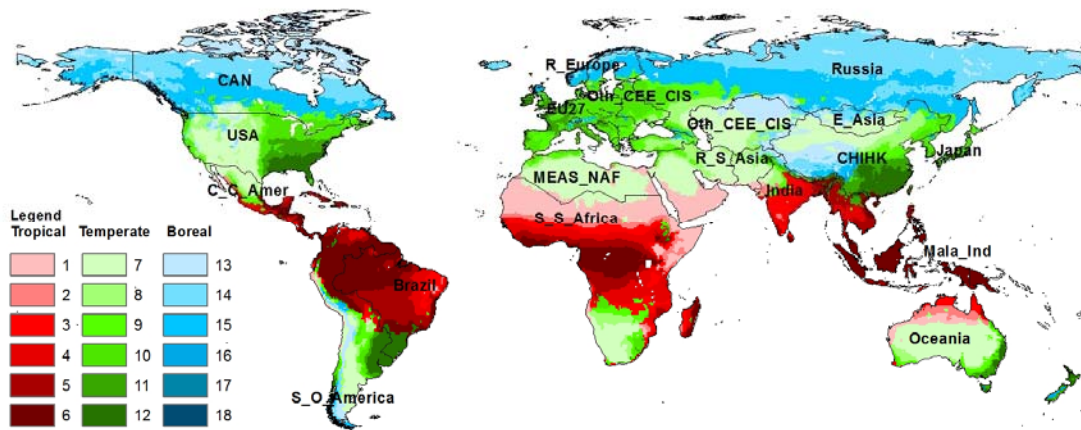 CAN
R_Europe
Russia
Oth_CEE_CIS
EU27
USA
Oth_CEE_CIS
E_Asia
R_S_Asia
CHIHK
Japan
C_C_Amer
MEAS_NAF
India
S_S_Africa
Mala_Ind
Brazil
Oceania
S_O_America
Legend
Tropical Temperate Boreal
1 7 13
2 8 14
3 9 15
4 10 16
5 11 17
6 12 18